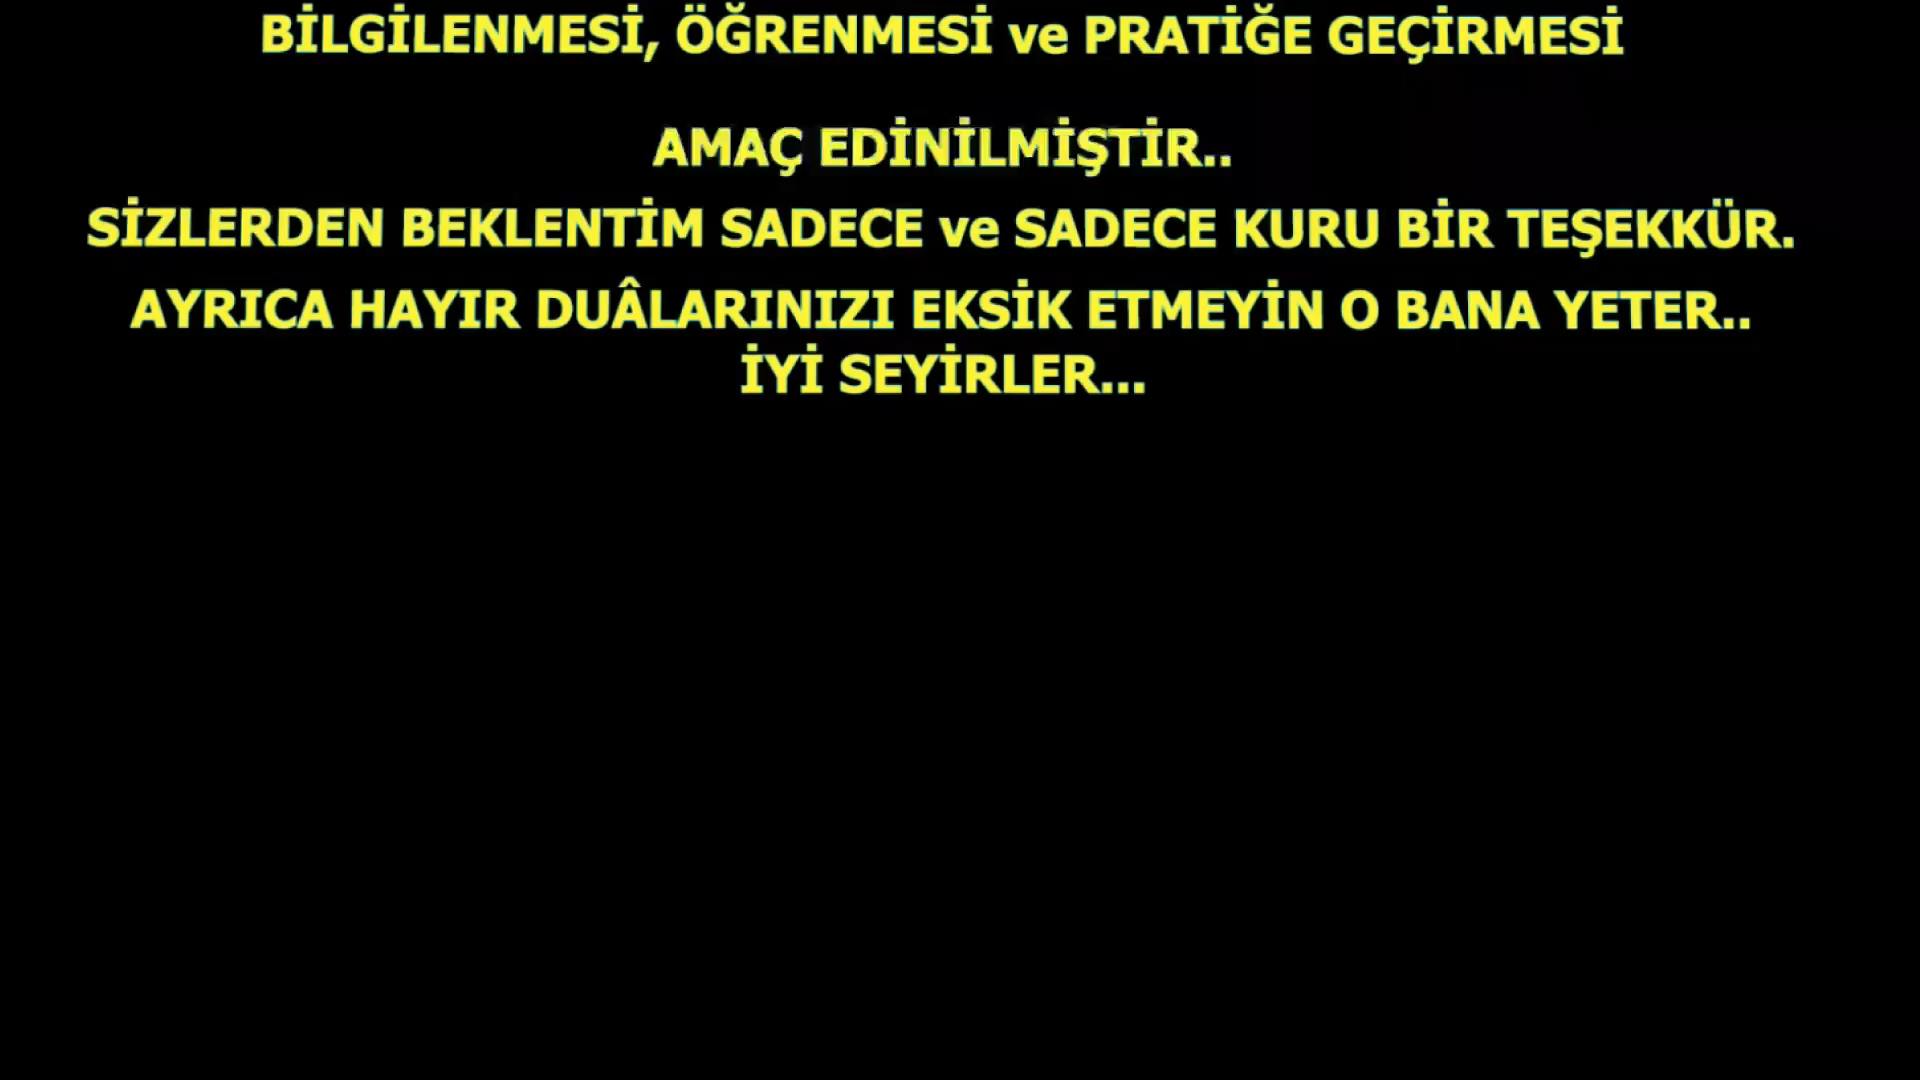 BİLGİLENMESİ, ÖĞRENMESİ ve PRATİĞE GEÇİRMESİ
AMAÇ EDİNİLMİŞTİR..
SİZLERDEN BEKLENTİM SADECE ve SADECE KURU BİR TEŞEKKÜR.
AYRICA HAYIR DUÂLARINIZI EKSİK ETMEYİN O BANA YETER..
İYİ SEYİRLER...